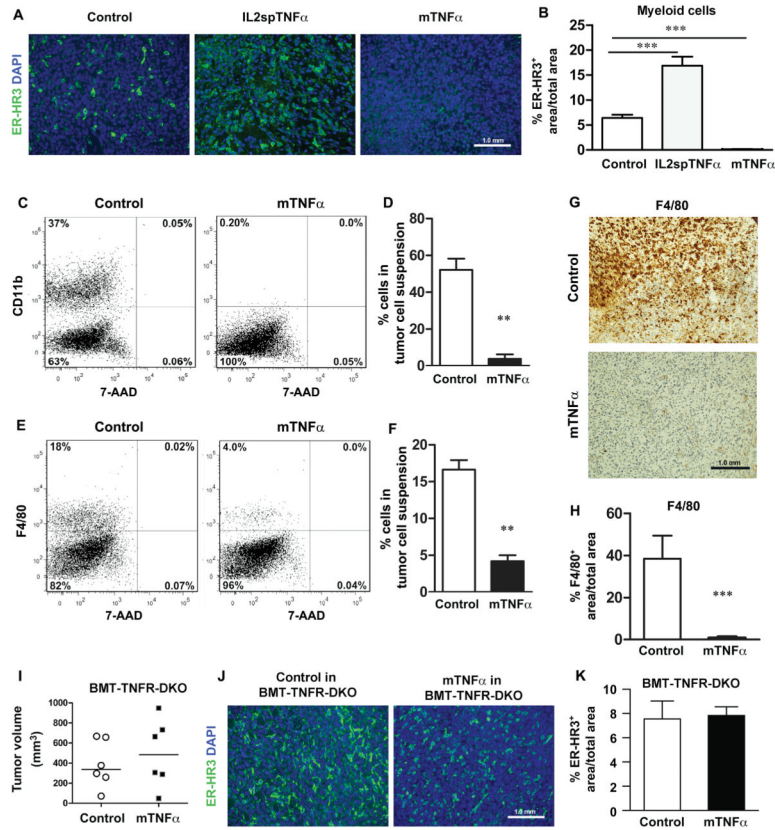 A
Control
IL2spTNFα
mTNFα
ER-HR3 DAPI
1.0 mm
B
Myeloid cells
***
***
% ER-HR3+
area/total area
25
20
15
10
5
0
Control
IL2spTNFα
mTNFα
C
Control
mTNFα
37%
0.05%
0.20%
0.0%
CD11b
63%
0.06%
100%
0.05%
7-AAD
7-AAD
D
% cells in
tumor cell suspension
80
60
40
20
0
**
Control
mTNFα
E
Control
mTNFα
18%
0.02%
4.0%
0.0%
F4/80
82%
0.07%
96%
0.04%
7-AAD
7-AAD
F
% cells in
tumor cell suspension
20
15
10
5
0
**
Control
mTNFα
G
F4/80
Control
mTNFα
1.0 mm
H
F4/80
% F4/80+
area/total area
60
40
20
0
***
Control
mTNFα
I
BMT-TNFR-DKO
Tumor volume
(mm3)
1000
800
600
400
200
0
Control
mTNFα
J
Control in
BMT-TNFR-DKO
mTNFα in
BMT-TNFR-DKO
ER-HR3 DAPI
1.0 mm
K
BMT-TNFR-DKO
% ER-HR3+
area/total area
10
8
6
4
2
0
Control
mTNFα